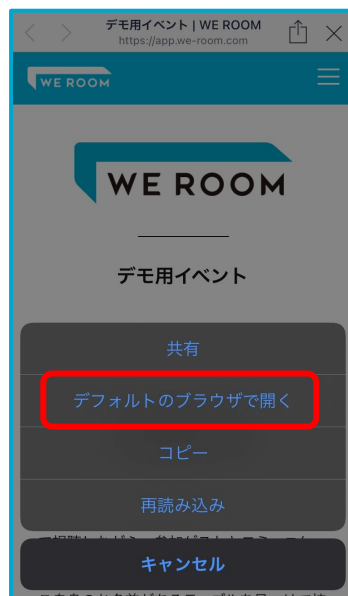 デモ用イベント | WE ROOM
https://app.we-room.com
WE ROOM
WE ROOM
デモ用イベント
共有
デフォルトのブラウザで開く
コピー
再読み込み
キャンセル